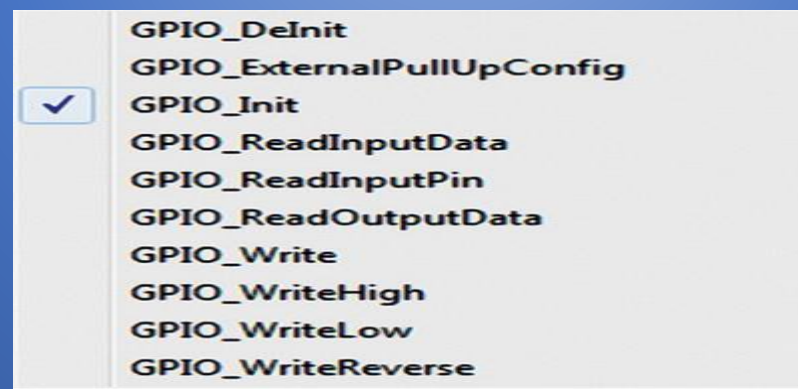 GPIO_DeInit
GPIO_ExternalPullUpConfig
GPIO_Init
GPIO_ReadInputData
GPIO_ReadInputPin
GPIO_ReadOutputData
GPIO_Write
GPIO_WriteHigh
GPIO_WriteLow
GPIO_WriteReverse